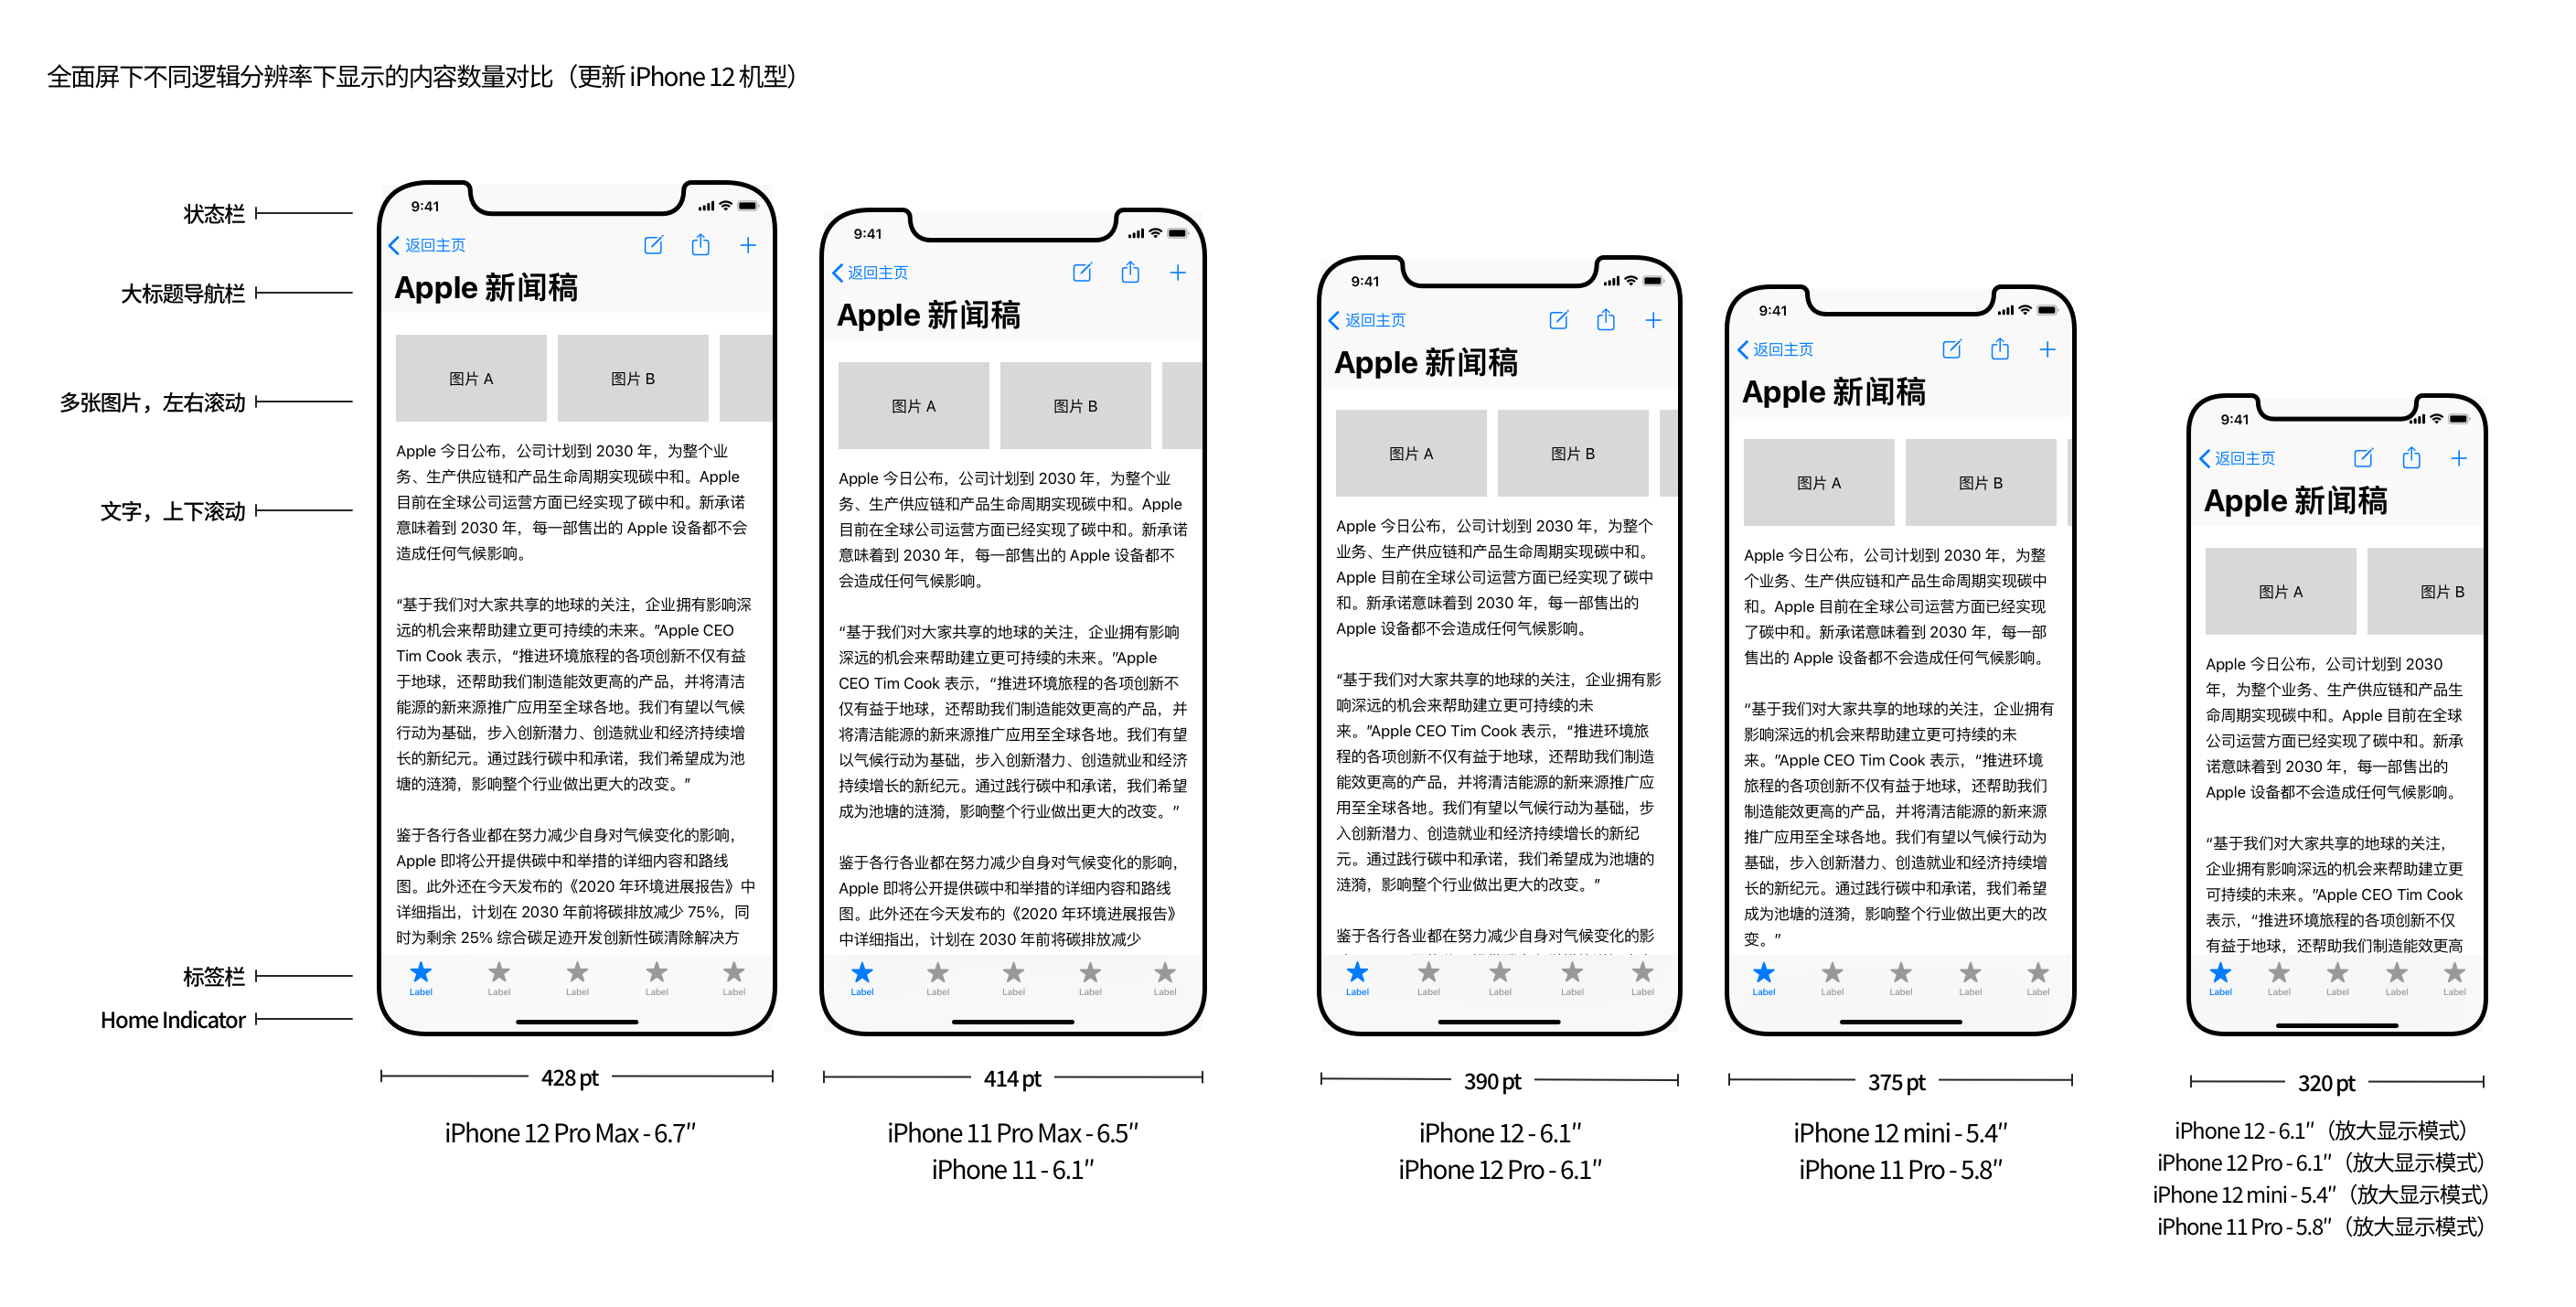 全面屏下不同逻辑分辨率下显示的内容数量对比（更新 iPhone 12 机型）
状态栏
大标题导航栏
多张图片，左右滚动
文字，上下滚动
标签栏
Home Indicator
9:41
返回主页
Apple 新闻稿
图片 A
图片 B
Apple 今日公布，公司计划到 2030 年，为整个业
务、生产供应链和产品生命周期实现碳中和。Apple
目前在全球公司运营方面已经实现了碳中和。新承诺
意味着到 2030 年，每一部售出的 Apple 设备都不会
造成任何气候影响。
“基于我们对大家共享的地球的关注，企业拥有影响深
远的机会来帮助建立更可持续的未来。”Apple CEO
Tim Cook 表示，“推进环境旅程的各项创新不仅有益
于地球，还帮助我们制造能效更高的产品，并将清洁
能源的新来源推广应用至全球各地。我们有望以气候
行动为基础，步入创新潜力、创造就业和经济持续增
长的新纪元。通过践行碳中和承诺，我们希望成为池
塘的涟漪，影响整个行业做出更大的改变。”
鉴于各行各业都在努力减少自身对气候变化的影响，
Apple 即将公开提供碳中和举措的详细内容和路线
图。此外还在今天发布的《2020 年环境进展报告》中
详细指出，计划在 2030 年前将碳排放减少 75%，同
时为剩余 25% 综合碳足迹开发创新性碳清除解决方
Label
Label
Label
Label
Label
428 pt
iPhone 12 Pro Max - 6.7″
9:41
返回主页
Apple 新闻稿
图片 A
图片 B
Apple 今日公布，公司计划到 2030 年，为整个业
务、生产供应链和产品生命周期实现碳中和。Apple
目前在全球公司运营方面已经实现了碳中和。新承诺
意味着到 2030 年，每一部售出的 Apple 设备都不
会造成任何气候影响。
“基于我们对大家共享的地球的关注，企业拥有影响
深远的机会来帮助建立更可持续的未来。”Apple
CEO Tim Cook 表示，“推进环境旅程的各项创新不
仅有益于地球，还帮助我们制造能效更高的产品，并
将清洁能源的新来源推广应用至全球各地。我们有望
以气候行动为基础，步入创新潜力、创造就业和经济
持续增长的新纪元。通过践行碳中和承诺，我们希望
成为池塘的涟漪，影响整个行业做出更大的改变。”
鉴于各行各业都在努力减少自身对气候变化的影响，
Apple 即将公开提供碳中和举措的详细内容和路线
图。此外还在今天发布的《2020 年环境进展报告》
中详细指出，计划在 2030 年前将碳排放减少
Label
Label
Label
Label
Label
414 pt
iPhone 11 Pro Max - 6.5″
iPhone 11 - 6.1″
9:41
返回主页
Apple 新闻稿
图片 A
图片 B
Apple 今日公布，公司计划到 2030 年，为整个
业务、生产供应链和产品生命周期实现碳中和。
Apple 目前在全球公司运营方面已经实现了碳中
和。新承诺意味着到 2030 年，每一部售出的
Apple 设备都不会造成任何气候影响。
“基于我们对大家共享的地球的关注，企业拥有影
响深远的机会来帮助建立更可持续的未
来。”Apple CEO Tim Cook 表示，“推进环境旅
程的各项创新不仅有益于地球，还帮助我们制造
能效更高的产品，并将清洁能源的新来源推广应
用至全球各地。我们有望以气候行动为基础，步
入创新潜力、创造就业和经济持续增长的新纪
元。通过践行碳中和承诺，我们希望成为池塘的
涟漪，影响整个行业做出更大的改变。”
鉴于各行各业都在努力减少自身对气候变化的影
Label
Label
Label
Label
Label
390 pt
iPhone 12 - 6.1″
iPhone 12 Pro - 6.1″
9:41
返回主页
Apple 新闻稿
图片 A
图片 B
Apple 今日公布，公司计划到 2030 年，为整
个业务、生产供应链和产品生命周期实现碳中
和。Apple 目前在全球公司运营方面已经实现
了碳中和。新承诺意味着到 2030 年，每一部
售出的 Apple 设备都不会造成任何气候影响。
“基于我们对大家共享的地球的关注，企业拥有
影响深远的机会来帮助建立更可持续的未
来。”Apple CEO Tim Cook 表示，“推进环境
旅程的各项创新不仅有益于地球，还帮助我们
制造能效更高的产品，并将清洁能源的新来源
推广应用至全球各地。我们有望以气候行动为
基础，步入创新潜力、创造就业和经济持续增
长的新纪元。通过践行碳中和承诺，我们希望
成为池塘的涟漪，影响整个行业做出更大的改
变。”
Label
Label
Label
Label
Label
375 pt
iPhone 12 mini - 5.4″
iPhone 11 Pro - 5.8″
9:41
返回主页
Apple 新闻稿
图片 A
图片 B
Apple 今日公布，公司计划到 2030
年，为整个业务、生产供应链和产品生
命周期实现碳中和。Apple 目前在全球
公司运营方面已经实现了碳中和。新承
诺意味着到 2030 年，每一部售出的
Apple 设备都不会造成任何气候影响。
“基于我们对大家共享的地球的关注，
企业拥有影响深远的机会来帮助建立更
可持续的未来。”Apple CEO Tim Cook
表示，“推进环境旅程的各项创新不仅
有益于地球，还帮助我们制造能效更高
Label
Label
Label
Label
Label
320 pt
iPhone 12 - 6.1″（放大显示模式）
iPhone 12 Pro - 6.1″（放大显示模式）
iPhone 12 mini - 5.4″（放大显示模式）
iPhone 11 Pro - 5.8″（放大显示模式）